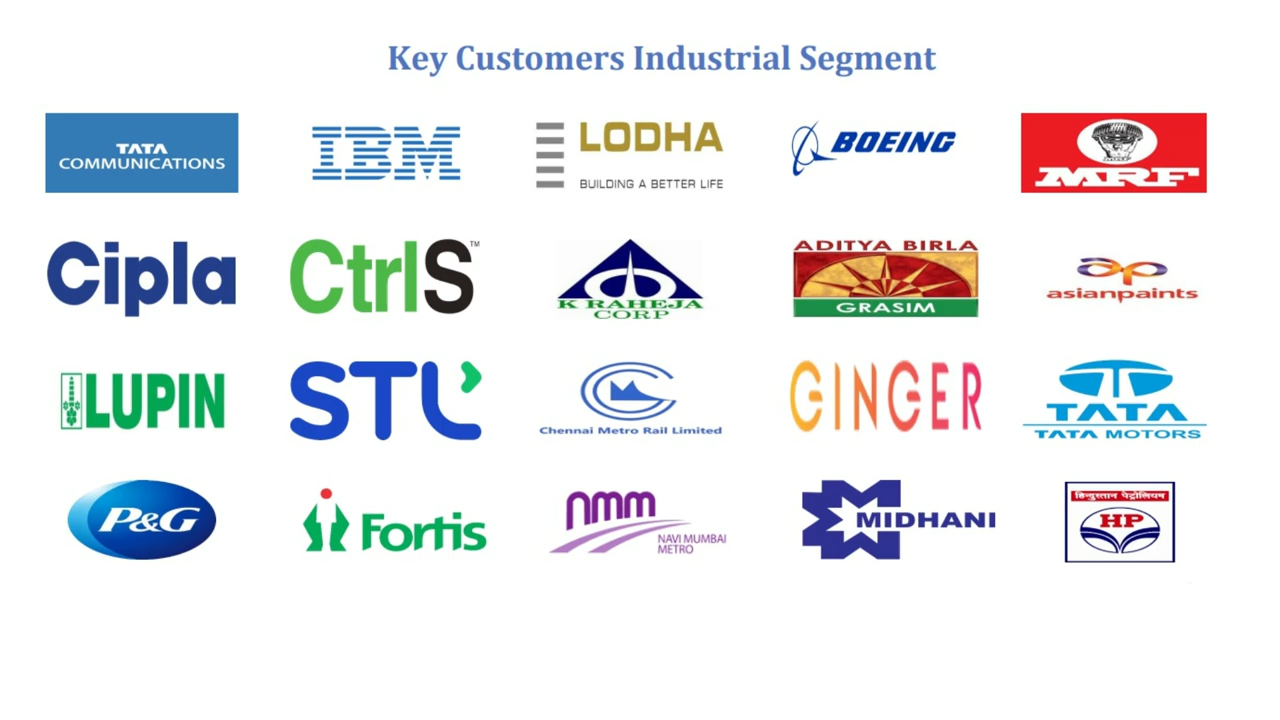 Key Customers Industrial Segment
TATA
COMMUNICATIONS
IBM
LODHA
BUILDING A BETTER LIFE
BOEING
MRF
Cipla
CtrlS™
K RAHEJA
CORP
ADITYA BIRLA
GRASIM
ap
asianpaints
LUPIN
STL
Chennai Metro Rail Limited
GINGER
T
TATA
TATA MOTORS
P&G
Fortis
nmm
NAVI MUMBAI
METRO
MIDHANI
हिन्दुस्तान पेट्रोलियम
HP